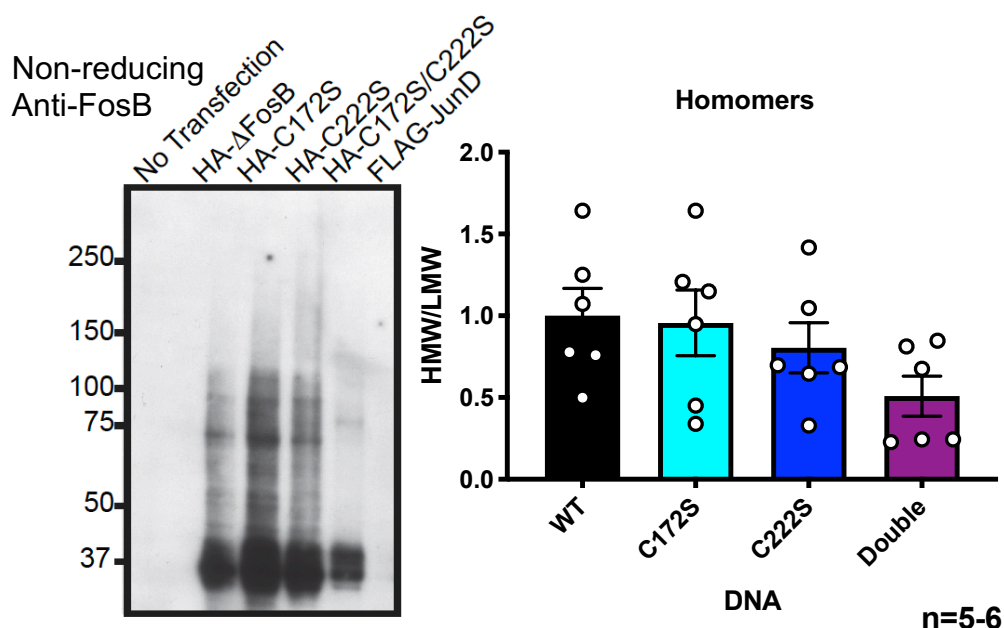 Non-reducing
Anti-FosB
No Transfection
HA-ΔFosB
HA-C172S
HA-C222S
HA-C172S/C222S
FLAG-JunD
250
150
100
75
50
37
Homomers
HMW/LMW
2.0
1.5
1.0
0.5
0.0
WT
C172S
C222S
Double
DNA
n=5-6